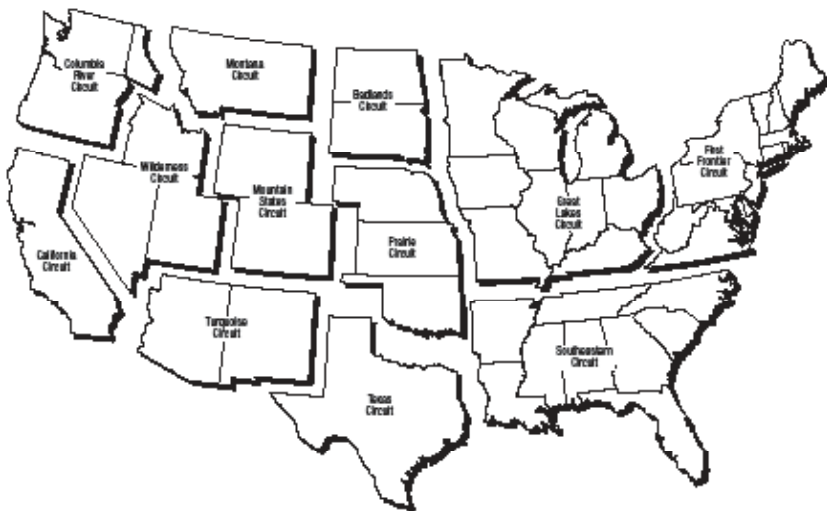 Columbia
River
Circuit
Montana
Circuit
Badlands
Circuit
First
Frontier
Circuit
Wilderness
Circuit
Mountain
States
Circuit
Great
Lakes
Circuit
Prairie
Circuit
California
Circuit
Turquoise
Circuit
Southeastern
Circuit
Texas
Circuit